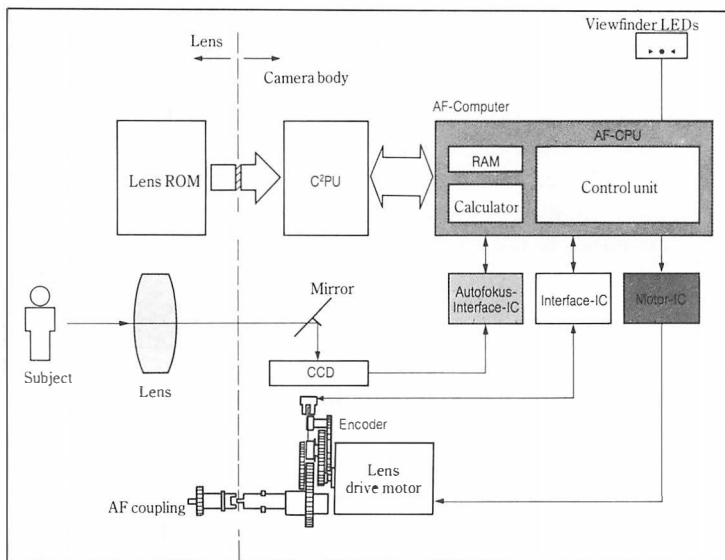 Viewfinder LEDs
Lens
Camera body
AF-Computer
AF-CPU
Lens ROM
C²PU
RAM
Calculator
Control unit
Mirror
Autofokus-
Interface-IC
Interface-IC
Motor-IC
Subject
Lens
CCD
Encoder
Lens
drive motor
AF coupling